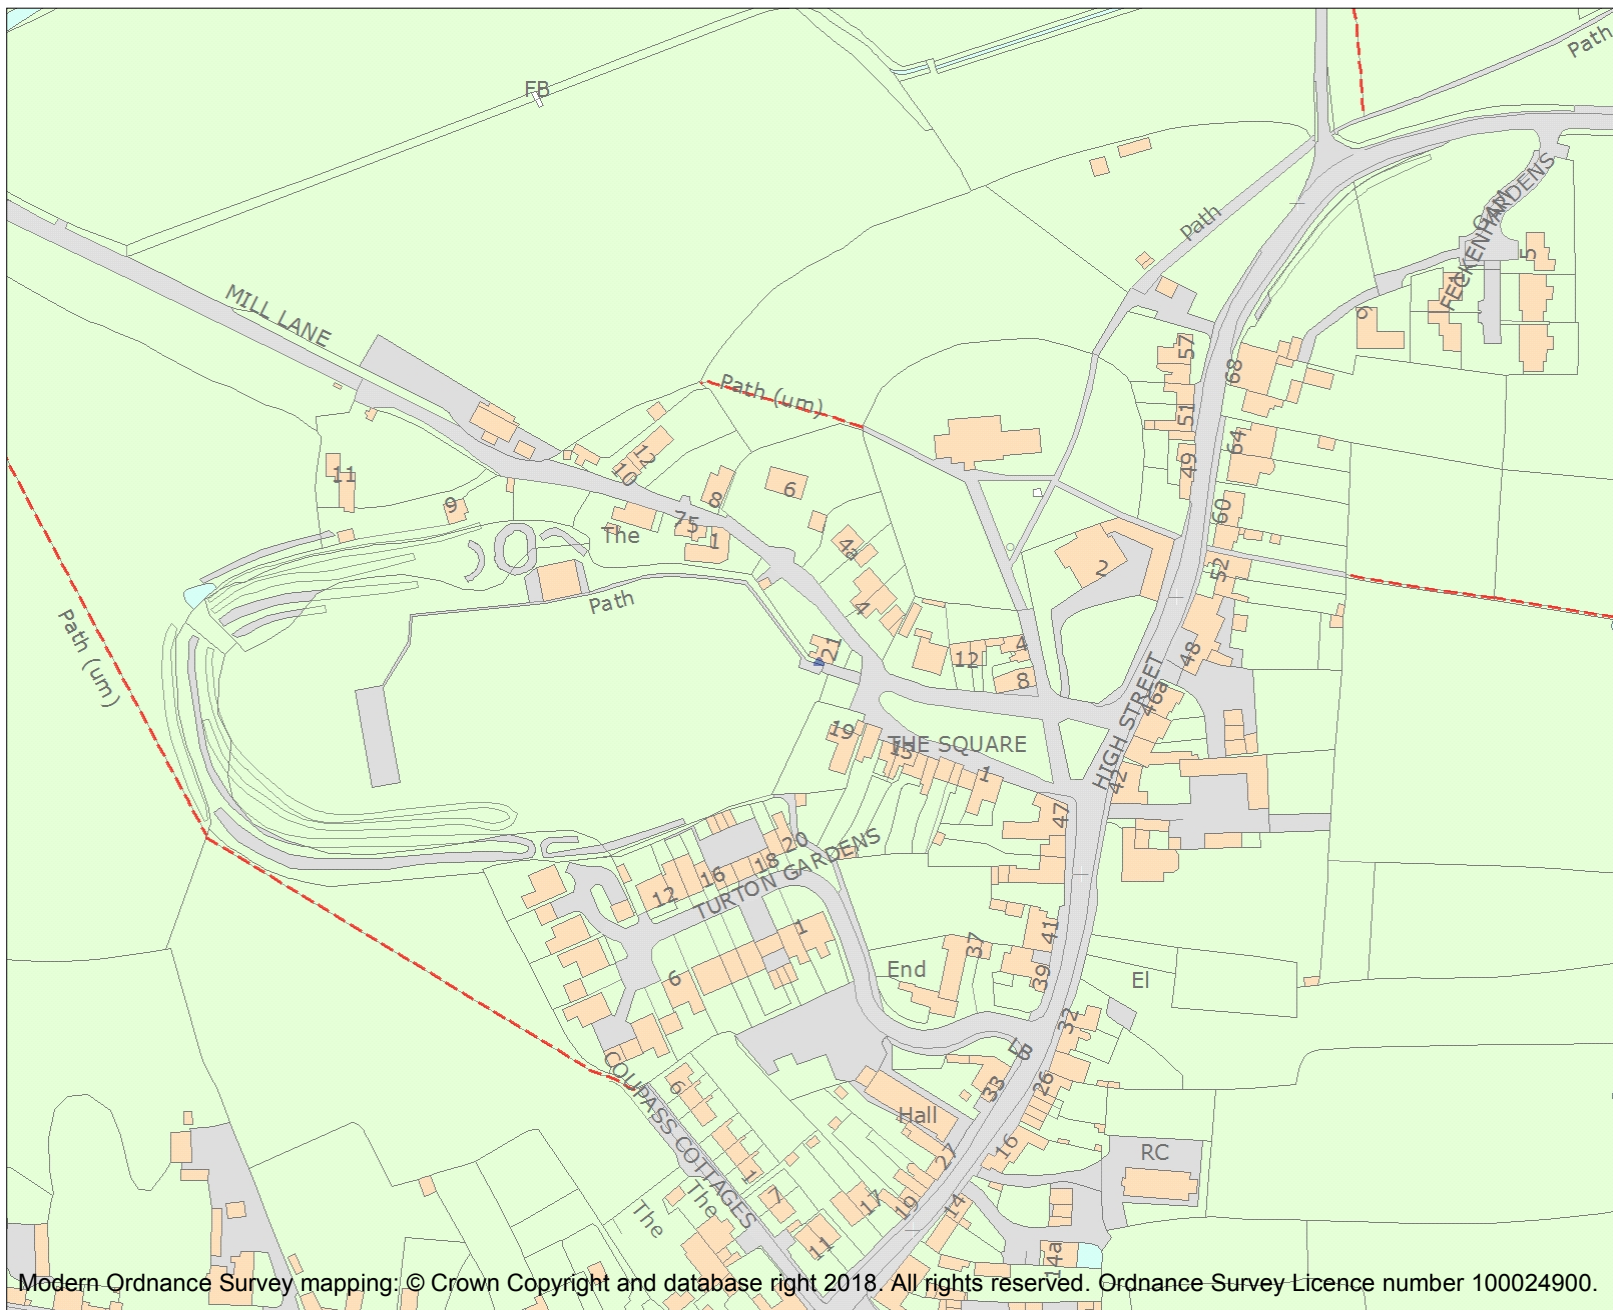 Path
FB
Path
FECKENHAM
GARDENS
5
6
MILL LANE
57
68
Path (um)
51
64
12
10
49
11
9
8
6
60
The
75
1
4a
2
52
Path
4
21
4
12
8
48
Path (um)
46a
19
15
THE SQUARE
1
HIGH STREET
42
47
20
18
16
12
TURTON GARDENS
1
41
37
End
39
El
6
32
LB
33
26
COUPASS COTTAGES
6
Hall
27
16
RC
1
7
17
19
14
The
The
11
14a
Modern Ordnance Survey mapping: © Crown Copyright and database right 2018. All rights reserved. Ordnance Survey Licence number 100024900.